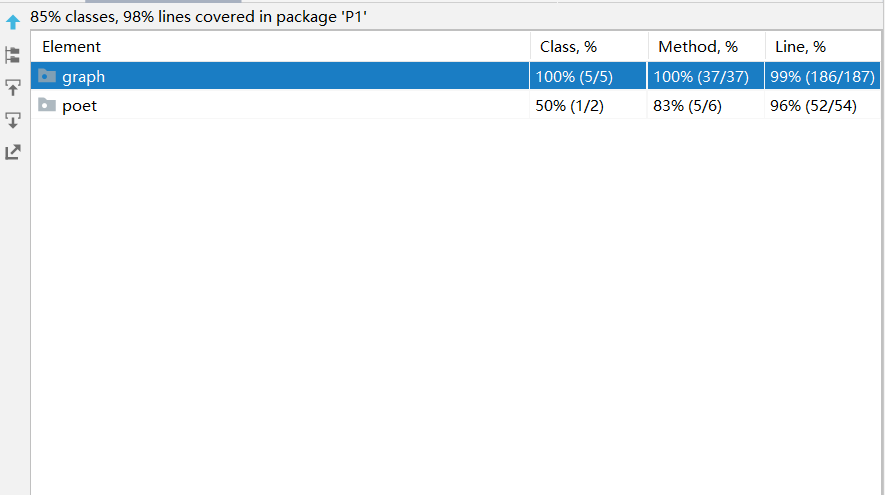 85% classes, 98% lines covered in package 'P1'
Element Class, % Method, % Line, %
graph 100% (5/5) 100% (37/37) 99% (186/187)
poet 50% (1/2) 83% (5/6) 96% (52/54)